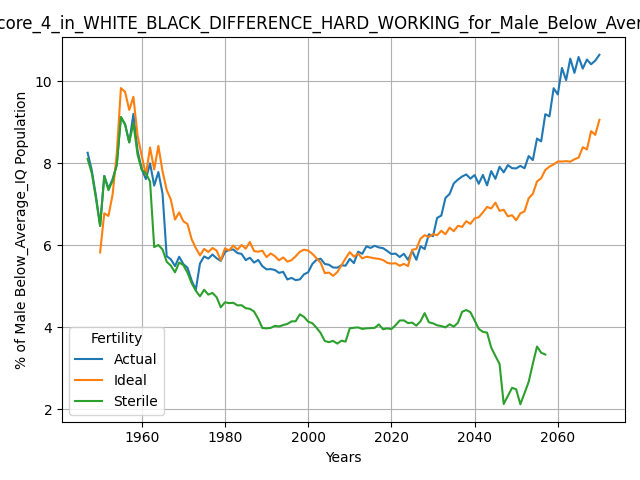 core_4_in_WHITE_BLACK_DIFFERENCE_HARD_WORKING_for_Male_Below_Aver
% of Male Below_Average_IQ Population
10
8
6
4
2
Fertility
Actual
Ideal
Sterile
1960 1980 2000 2020 2040 2060
Years